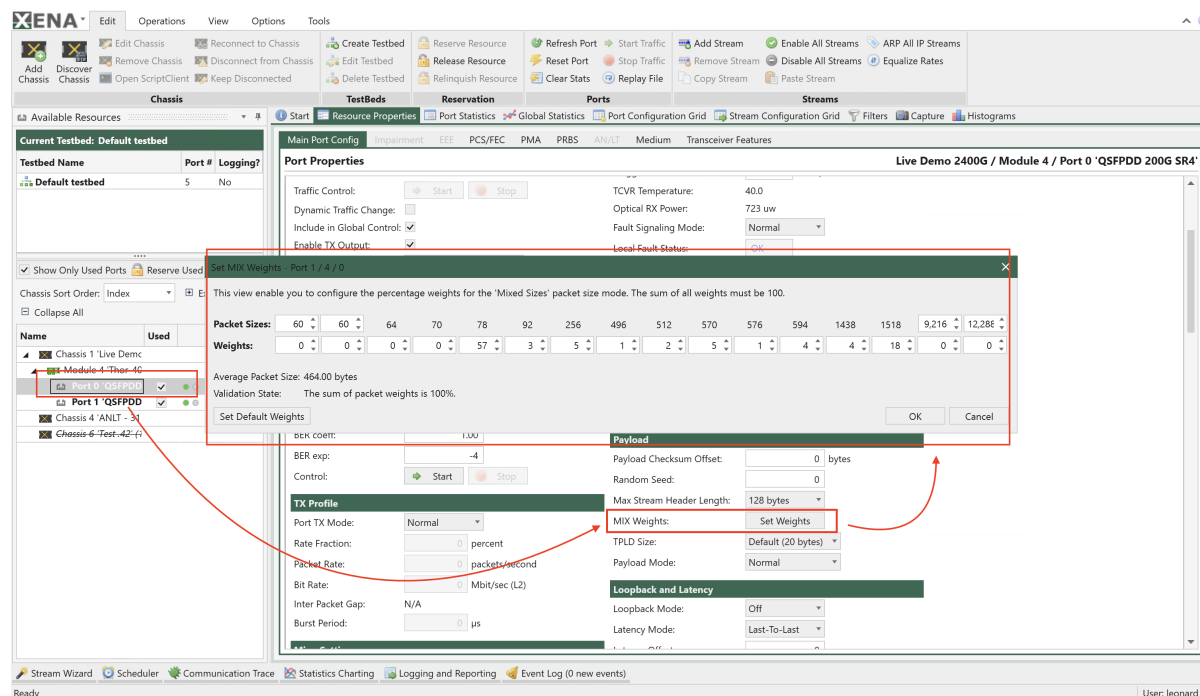 XENA Edit Operations View Options Tools
Edit Chassis Reconnect to Chassis Create Testbed Reserve Resource Refresh Port Start Traffic Add Stream Enable All Streams ARP All IP Streams
Add Chassis Discover Chassis Remove Chassis Disconnect from Chassis Edit Testbed Release Resource Reset Port Stop Traffic Remove Stream Disable All Streams Equalize Rates
Open ScriptClient Keep Disconnected Delete Testbed Relinquish Resource Clear Stats Replay File Copy Stream Paste Stream
Chassis TestBeds Reservation Ports Streams
Available Resources
Current Testbed: Default testbed
Testbed Name Port # Logging?
Default testbed 5 No
Show Only Used Ports Reserve Used
Chassis Sort Order: Index
Collapse All
Name Used
Chassis 1 'Live Demo
Module 4 'Thor-40
Port 0 'QSFPDD
Port 1 'QSFPDD
Chassis 4 'ANLT - 31
Chassis 6 'Test .42' (
Start Resource Properties Port Statistics Global Statistics Port Configuration Grid Stream Configuration Grid Filters Capture Histograms
Main Port Config Impairment EEE PCS/FEC PMA PRBS AN/LT Medium Transceiver Features
Port Properties Live Demo 2400G / Module 4 / Port 0 'QSFPDD 200G SR4'
Traffic Control: Start Stop TCVR Temperature: 40.0
Dynamic Traffic Change: Optical RX Power: 723 uw
Include in Global Control: Fault Signaling Mode: Normal
Enable TX Output: Local Fault Status: OK
Set MIX Weights - Port 1 / 4 / 0
This view enable you to configure the percentage weights for the 'Mixed Sizes' packet size mode. The sum of all weights must be 100.
Packet Sizes: 60 60 64 70 78 92 256 496 512 570 576 594 1438 1518 9,216 12,288
Weights: 0 0 0 0 57 3 5 1 2 5 1 4 4 18 0 0
Average Packet Size: 464.00 bytes
Validation State: The sum of packet weights is 100%.
Set Default Weights OK Cancel
BER coeff: 1.00 Payload
BER exp: -4 Payload Checksum Offset: 0 bytes
Control: Start Stop Random Seed: 0
Max Stream Header Length: 128 bytes
TX Profile
Port TX Mode: Normal MIX Weights: Set Weights
Rate Fraction: 0 percent TPLD Size: Default (20 bytes)
Packet Rate: 0 packets/second Payload Mode: Normal
Bit Rate: 0 Mbit/sec (L2) Loopback and Latency
Inter Packet Gap: N/A Loopback Mode: Off
Burst Period: 0 μs Latency Mode: Last-To-Last
Stream Wizard Scheduler Communication Trace Statistics Charting Logging and Reporting Event Log (0 new events)
Ready User: leonard